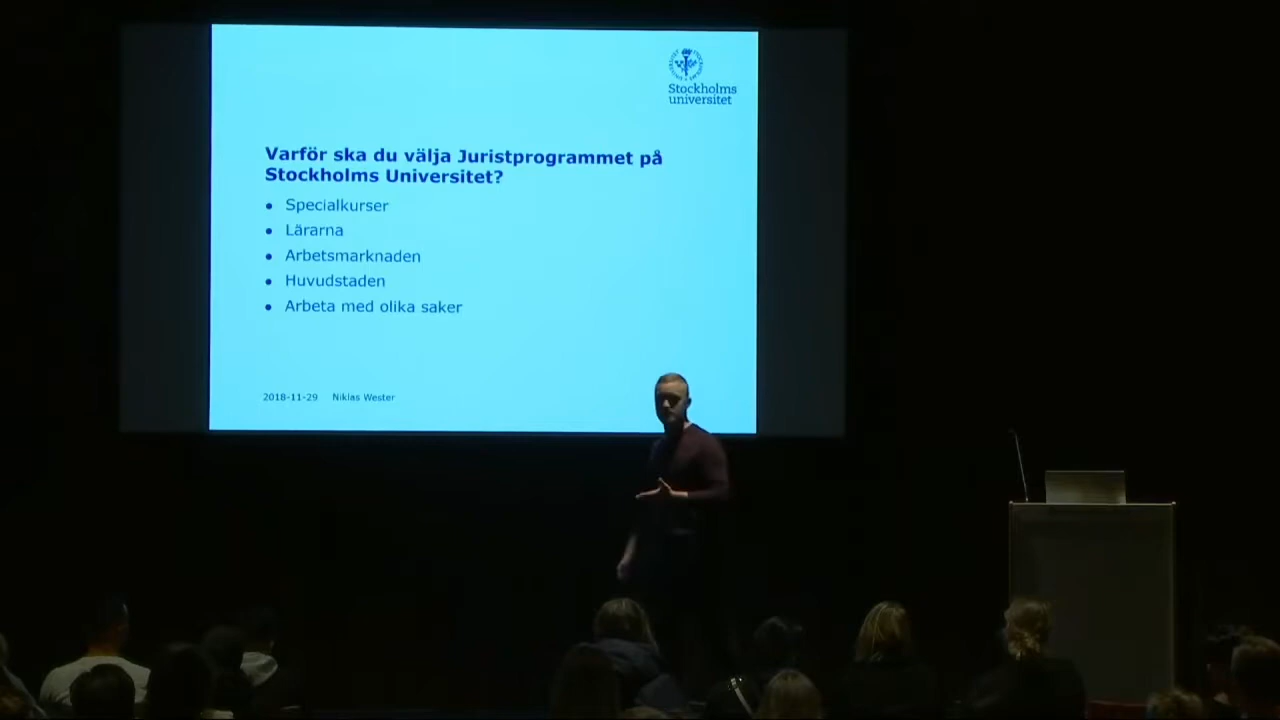 Stockholms
universitet
Varför ska du välja Juristprogrammet på
Stockholms Universitet?
• Specialkurser
• Lärarna
• Arbetsmarknaden
• Huvudstaden
• Arbeta med olika saker
2018-11-29 Niklas Wester